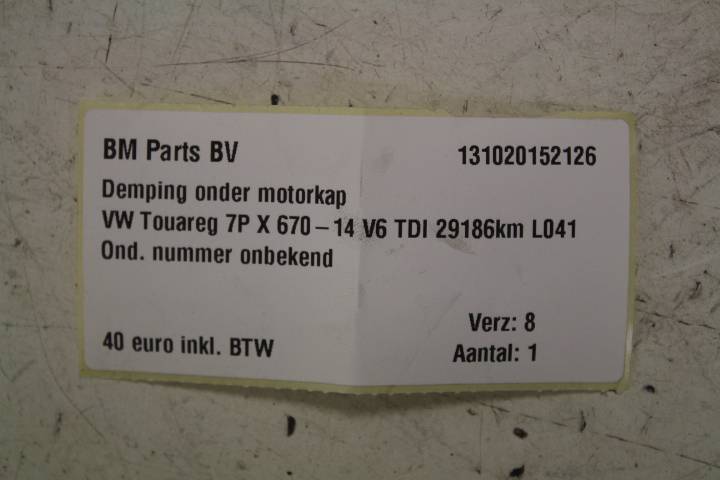 BM Parts BV 131020152126
Demping onder motorkap
VW Touareg 7P X 670 – 14 V6 TDI 29186km L041
Ond. nummer onbekend
Verz: 8
40 euro inkl. BTW Aantal: 1